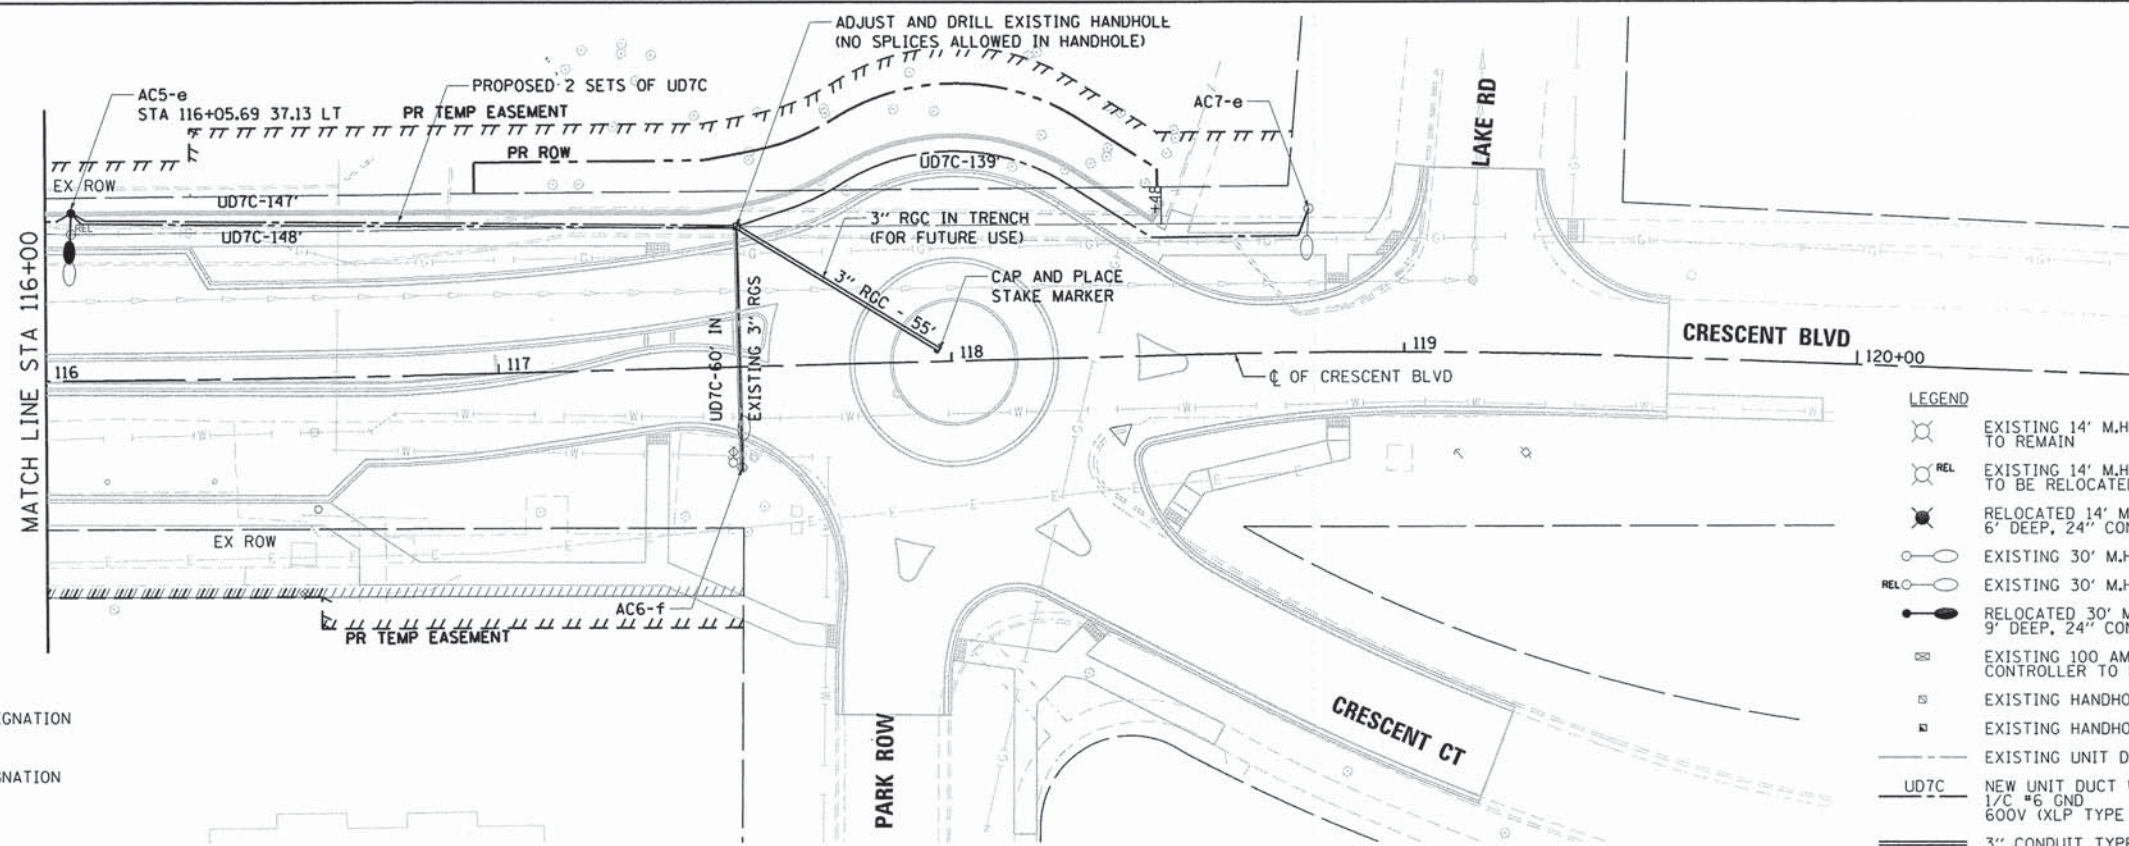 ADJUST AND DRILL EXISTING HANDHOLE
(NO SPLICES ALLOWED IN HANDHOLE)
PROPOSED 2 SETS OF UD7C
AC5-e
STA 116+05.69 37.13 LT
PR TEMP EASEMENT
AC7-e
LAKE RD
PR ROW
UD7C-139'
EX ROW
UD7C-147'
+48
REL
3" RGC IN TRENCH
(FOR FUTURE USE)
UD7C-148'
3" RGC - 55'
CAP AND PLACE
STAKE MARKER
MATCH LINE STA 116+00
UD7C-60' IN
EXISTING 3" RGS
116
117
118
119
120+00
CRESCENT BLVD
℄ OF CRESCENT BLVD
EX ROW
AC6-f
PR TEMP EASEMENT
PARK ROW
CRESCENT CT
EGNATION
GNATION
LEGEND
EXISTING 14' M.H
TO REMAIN
REL
EXISTING 14' M.H
TO BE RELOCATE
RELOCATED 14' M
6' DEEP, 24" CON
EXISTING 30' M.H
REL
EXISTING 30' M.H
RELOCATED 30' M
9' DEEP, 24" CON
EXISTING 100 AM
CONTROLLER TO
EXISTING HANDHO
EXISTING HANDHO
EXISTING UNIT D
UD7C
NEW UNIT DUCT
1/C #6 GND
600V (XLP TYPE
3" CONDUIT TYPE